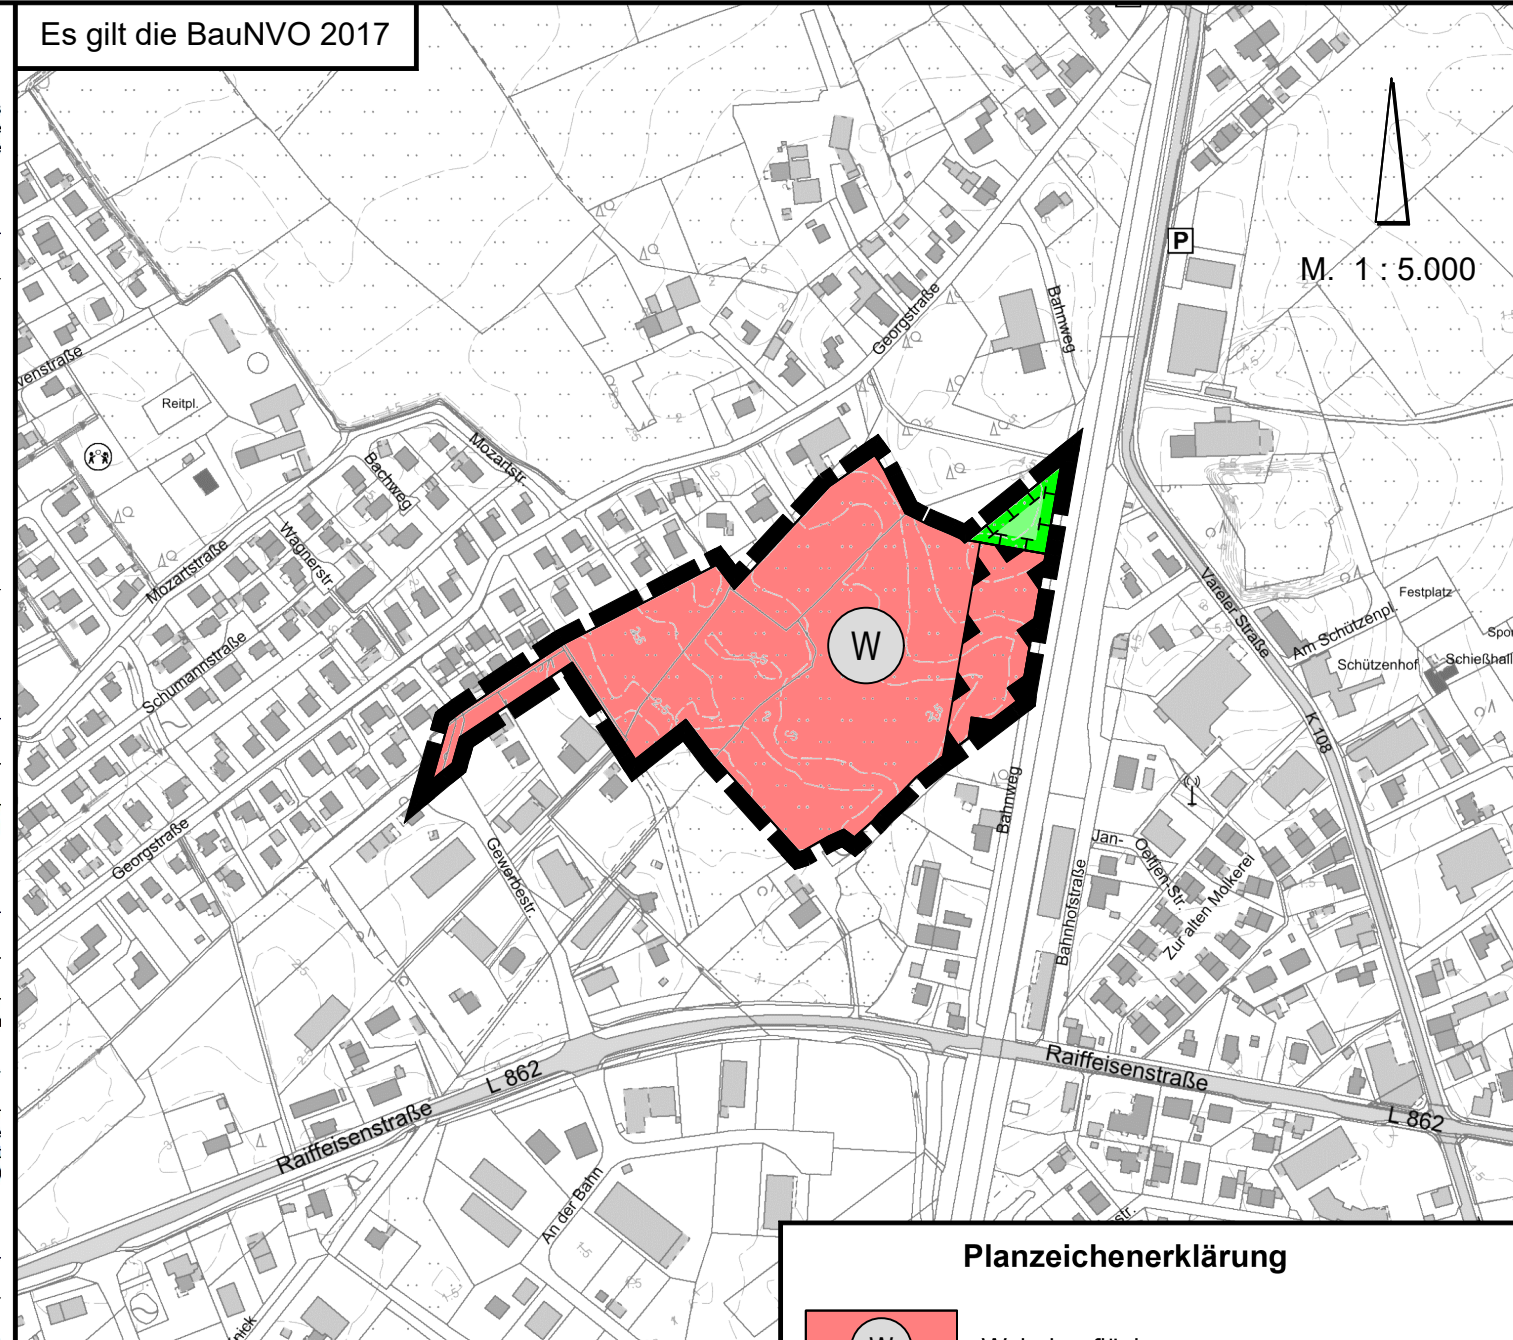 Es gilt die BauNVO 2017
P
M. 1 : 5.000
Georgstraße
Bahnweg
Reitpl.
Mozartstr.
Bachweg
Wagnerstr.
Mozartstraße
Schumannstraße
Vareler Straße
Festplatz
Am Schützenpl.
Schützenhof
Schießhall
W
K 108
Georgstraße
Gewerbestr.
Bahnweg
Bahnhofstraße
Jan-
Oeltjen-Str.
Zur alten Molkerei
L 862
Raiffeisenstraße
Raiffeisenstraße
L 862
An der Bahn
str.
Planzeichenerklärung
W